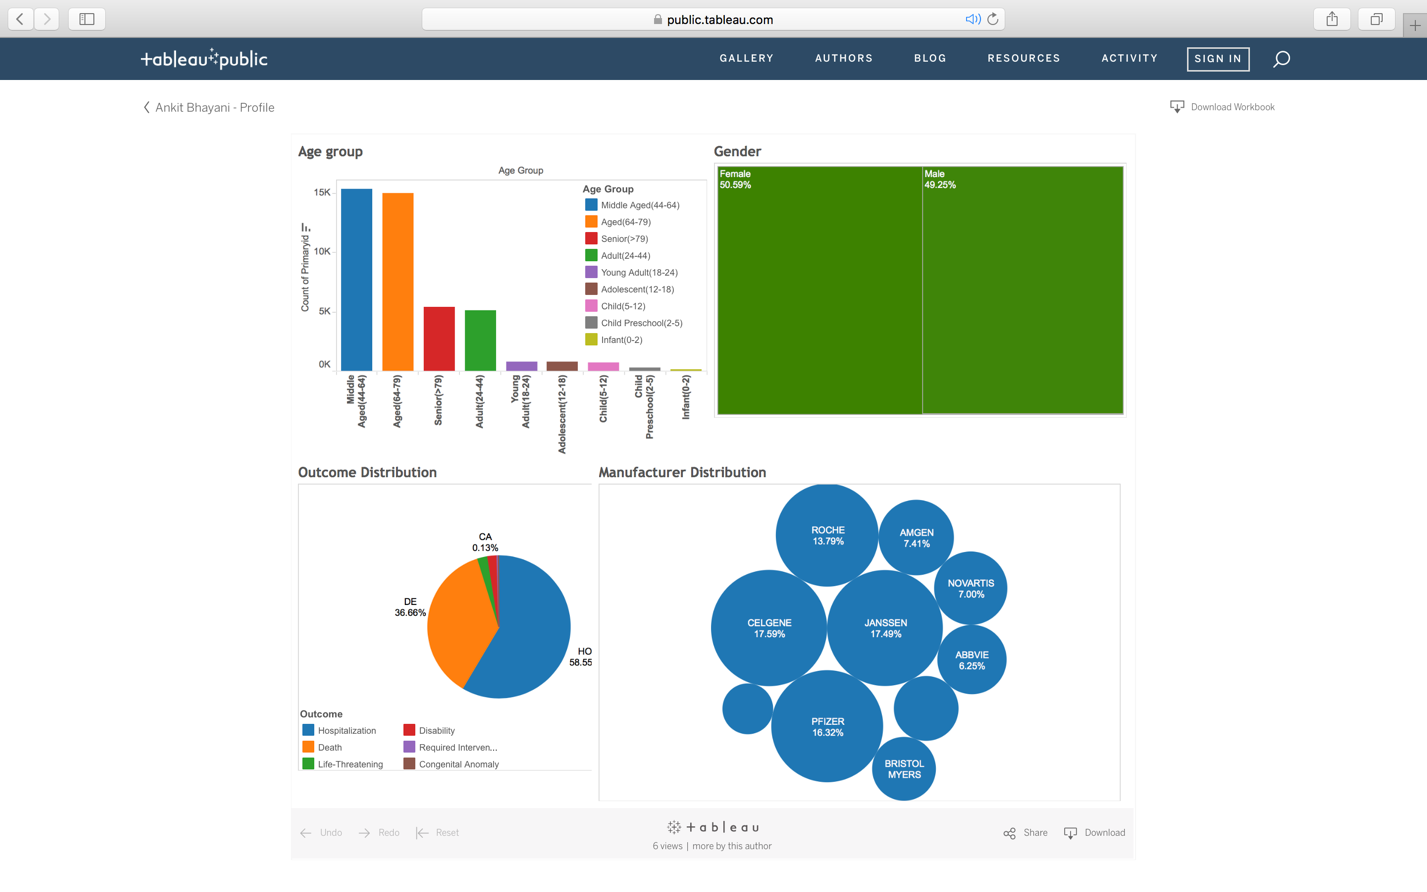 public.tableau.com
+ableau public
GALLERY
AUTHORS
BLOG
RESOURCES
ACTIVITY
SIGN IN
Ankit Bhayani - Profile
Download Workbook
Age group
Age Group
Count of Primaryid
15K
10K
5K
0K
Age Group
Middle Aged(44-64)
Aged(64-79)
Senior(>79)
Adult(24-44)
Young Adult(18-24)
Adolescent(12-18)
Child(5-12)
Child Preschool(2-5)
Infant(0-2)
Middle
Aged(44-64)
Aged(64-79)
Senior(>79)
Adult(24-44)
Young
Adult(18-24)
Adolescent(12-18)
Child(5-12)
Child
Preschool(2-5)
Infant(0-2)
Gender
Female
50.59%
Male
49.25%
Outcome Distribution
CA
0.13%
DE
36.66%
HO
58.55
Outcome
Hospitalization
Death
Life-Threatening
Disability
Required Interven...
Congenital Anomaly
Manufacturer Distribution
ROCHE
13.79%
AMGEN
7.41%
NOVARTIS
7.00%
CELGENE
17.59%
JANSSEN
17.49%
ABBVIE
6.25%
PFIZER
16.32%
BRISTOL
MYERS
Undo
Redo
Reset
+ a b l e a u
6 views | more by this author
Share
Download